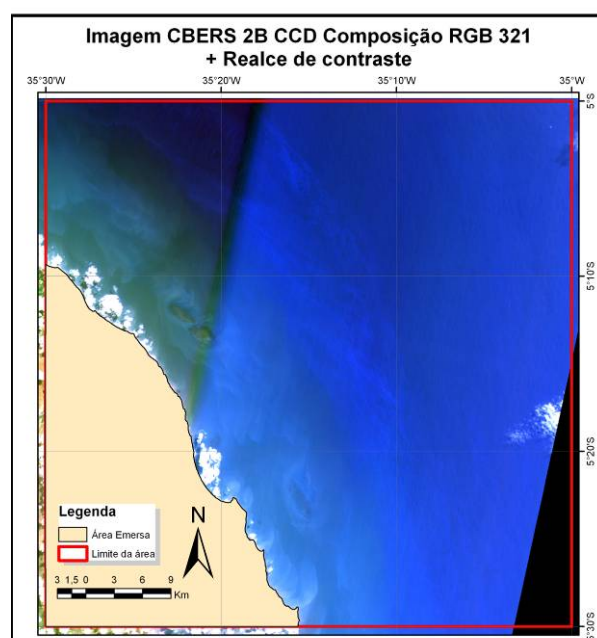 Imagem CBERS 2B CCD Composição RGB 321
+ Realce de contraste
35°30'W 35°20'W 35°10'W 35°W
5°S
5°10'S
5°20'S
5°30'S
Legenda
Área Emersa
Limite da área
N
3 1,5 0 3 6 9
Km